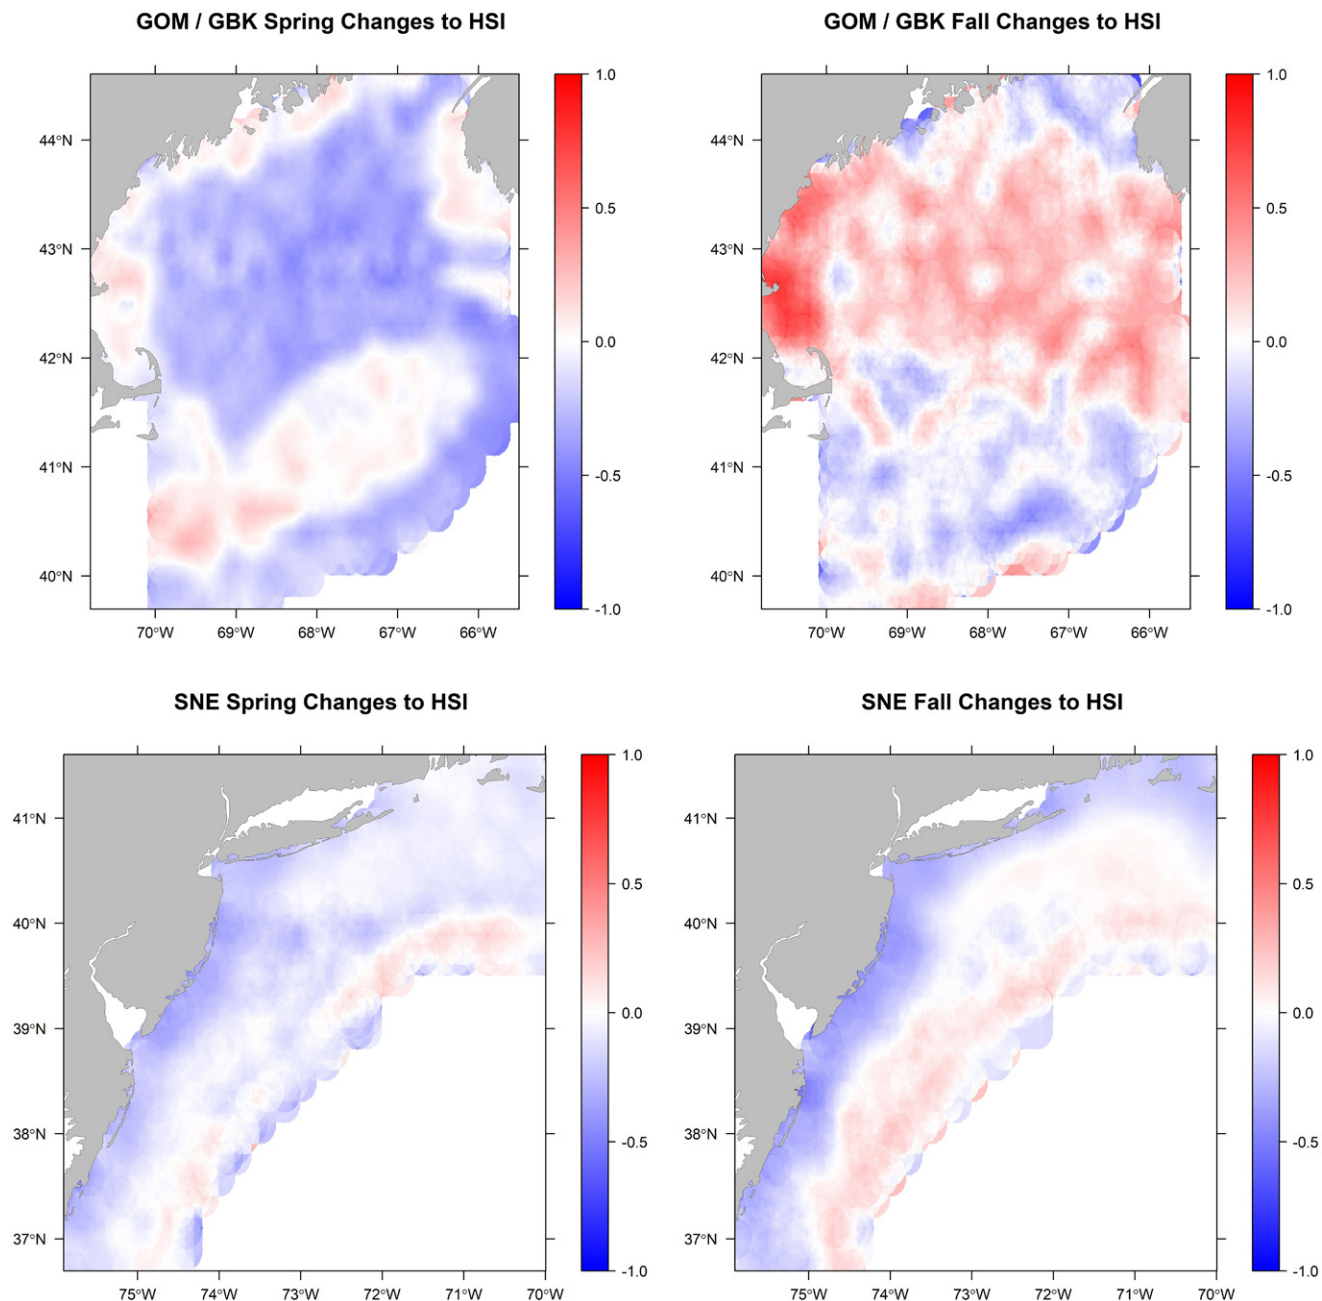 GOM / GBK Spring Changes to HSI
GOM / GBK Fall Changes to HSI
44°N
43°N
42°N
41°N
40°N
70°W 69°W 68°W 67°W 66°W
1.0
0.5
0.0
-0.5
-1.0
44°N
43°N
42°N
41°N
40°N
70°W 69°W 68°W 67°W 66°W
1.0
0.5
0.0
-0.5
-1.0
SNE Spring Changes to HSI
SNE Fall Changes to HSI
41°N
40°N
39°N
38°N
37°N
75°W 74°W 73°W 72°W 71°W 70°W
1.0
0.5
0.0
-0.5
-1.0
41°N
40°N
39°N
38°N
37°N
75°W 74°W 73°W 72°W 71°W 70°W
1.0
0.5
0.0
-0.5
-1.0